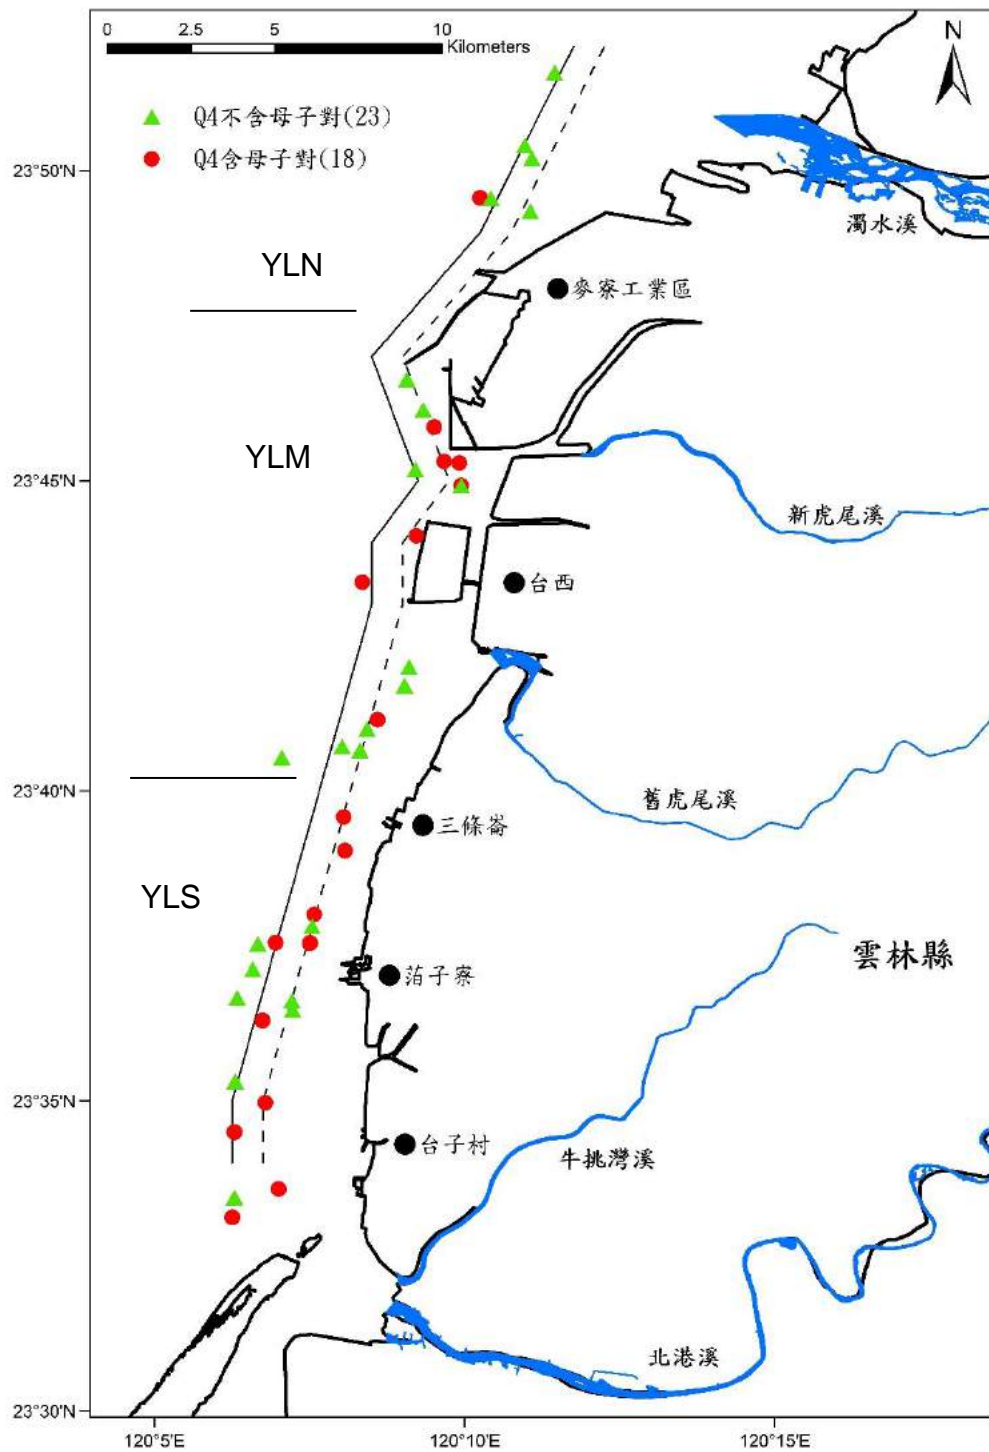 0 2.5 5 10
Kilometers
N
Q4不含母子對(23)
Q4含母子對(18)
23°50'N
濁水溪
YLN
麥寮工業區
YLM
23°45'N
新虎尾溪
台西
23°40'N
舊虎尾溪
三條崙
YLS
雲林縣
箔子寮
23°35'N
台子村
牛挑灣溪
北港溪
23°30'N
120°5'E 120°10'E 120°15'E